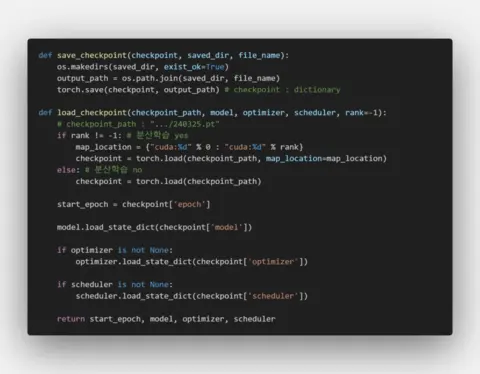 def save_checkpoint(checkpoint, saved_dir, file_name):
    os.makedirs(saved_dir, exist_ok=True)
    output_path = os.path.join(saved_dir, file_name)
    torch.save(checkpoint, output_path) # checkpoint : dictionary
def load_checkpoint(checkpoint_path, model, optimizer, scheduler, rank=-1):
    # checkpoint_path : ".../240325.pt"
    if rank != -1: # 분산학습 yes
        map_location = {"cuda:%d" % 0 : "cuda:%d" % rank}
        checkpoint = torch.load(checkpoint_path, map_location=map_location)
    else: # 분산학습 no
        checkpoint = torch.load(checkpoint_path)
    start_epoch = checkpoint['epoch']
    model.load_state_dict(checkpoint['model'])
    if optimizer is not None:
        optimizer.load_state_dict(checkpoint['optimizer'])
    if scheduler is not None:
        scheduler.load_state_dict(checkpoint['scheduler'])
    return start_epoch, model, optimizer, scheduler